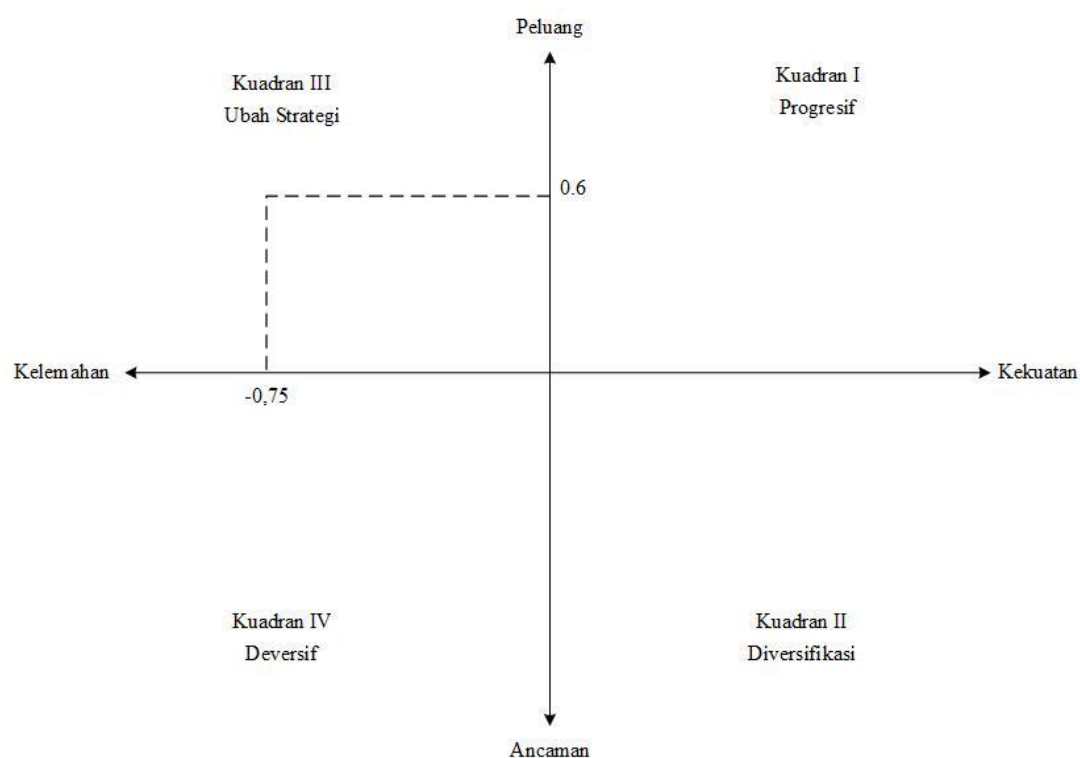 Peluang
Kuadran III
Ubah Strategi
Kuadran I
Progresif
0.6
Kelemahan
Kekuatan
-0,75
Kuadran IV
Deversif
Kuadran II
Diversifikasi
Ancaman